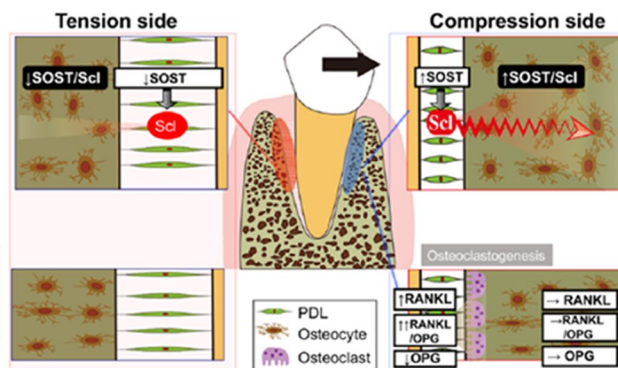 Tension side
Compression side
↓SOST/Scl
↓SOST
Scl
↑SOST
↑SOST/Scl
Scl
Osteoclastogenesis
PDL
Osteocyte
Osteoclast
↑RANKL
↑↑RANKL
/OPG
↓OPG
→ RANKL
→RANKL
/OPG
→ OPG